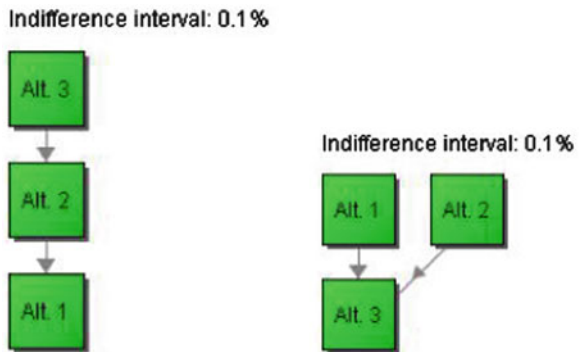 Indifference interval: 0.1%
Alt. 3
Alt. 2
Alt. 1
Indifference interval: 0.1%
Alt. 1 Alt. 2
Alt. 3